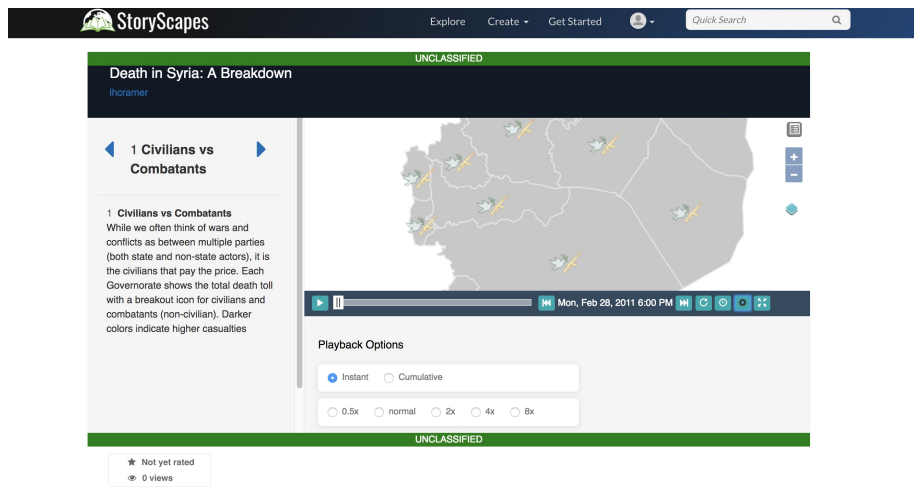 StoryScapes
Explore Create Get Started Quick Search
UNCLASSIFIED
Death in Syria: A Breakdown
lhcramer
1 Civilians vs
Combatants
1 Civilians vs Combatants
While we often think of wars and
conflicts as between multiple parties
(both state and non-state actors), it is
the civilians that pay the price. Each
Governorate shows the total death toll
with a breakout icon for civilians and
combatants (non-civilian). Darker
colors indicate higher casualties
Mon, Feb 28, 2011 6:00 PM
Playback Options
Instant Cumulative
0.5x normal 2x 4x 8x
UNCLASSIFIED
Not yet rated
0 views